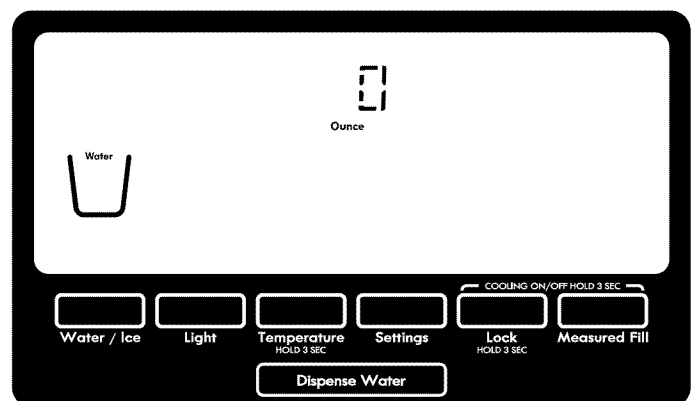 0
Ounce
Water
COOLING ON/OFF HOLD 3 SEC
Water / Ice Light Temperature Settings Lock Measured Fill
HOLD 3 SEC HOLD 3 SEC
Dispense Water